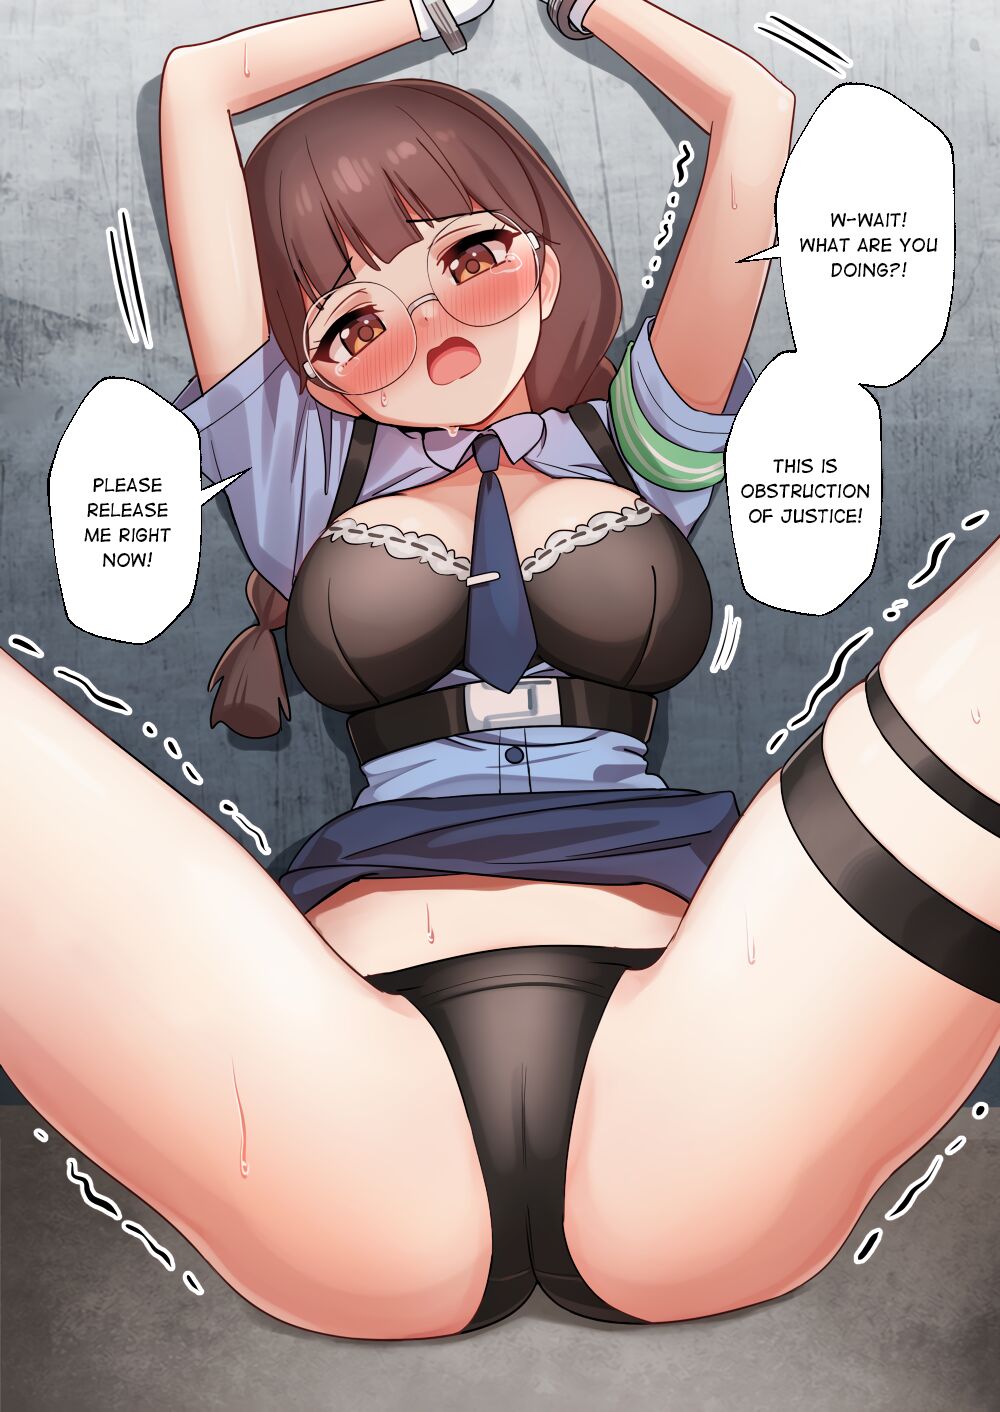 W-WAIT!
WHAT ARE YOU
DOING?!
THIS IS
OBSTRUCTION
OF JUSTICE!
PLEASE
RELEASE
ME RIGHT
NOW!